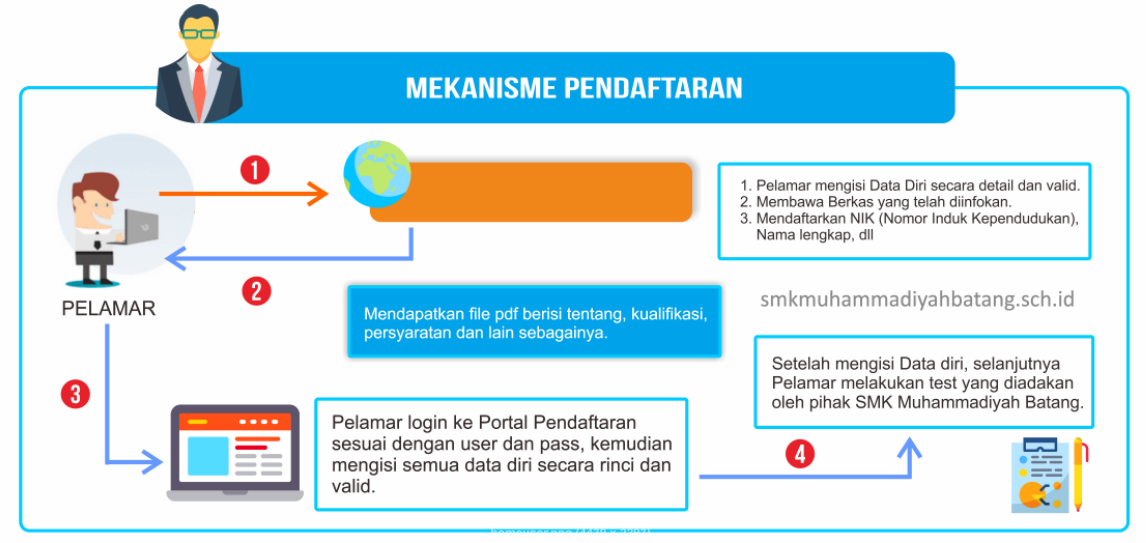 MEKANISME PENDAFTARAN
1
1. Pelamar mengisi Data Diri secara detail dan valid.
2. Membawa Berkas yang telah diinfokan.
3. Mendaftarkan NIK (Nomor Induk Kependudukan),
Nama lengkap, dll
2
PELAMAR
smkmuhammadiyahbatang.sch.id
Mendapatkan file pdf berisi tentang, kualifikasi,
persyaratan dan lain sebagainya.
3
Pelamar login ke Portal Pendaftaran
sesuai dengan user dan pass, kemudian
mengisi semua data diri secara rinci dan
valid.
4
Setelah mengisi Data diri, selanjutnya
Pelamar melakukan test yang diadakan
oleh pihak SMK Muhammadiyah Batang.